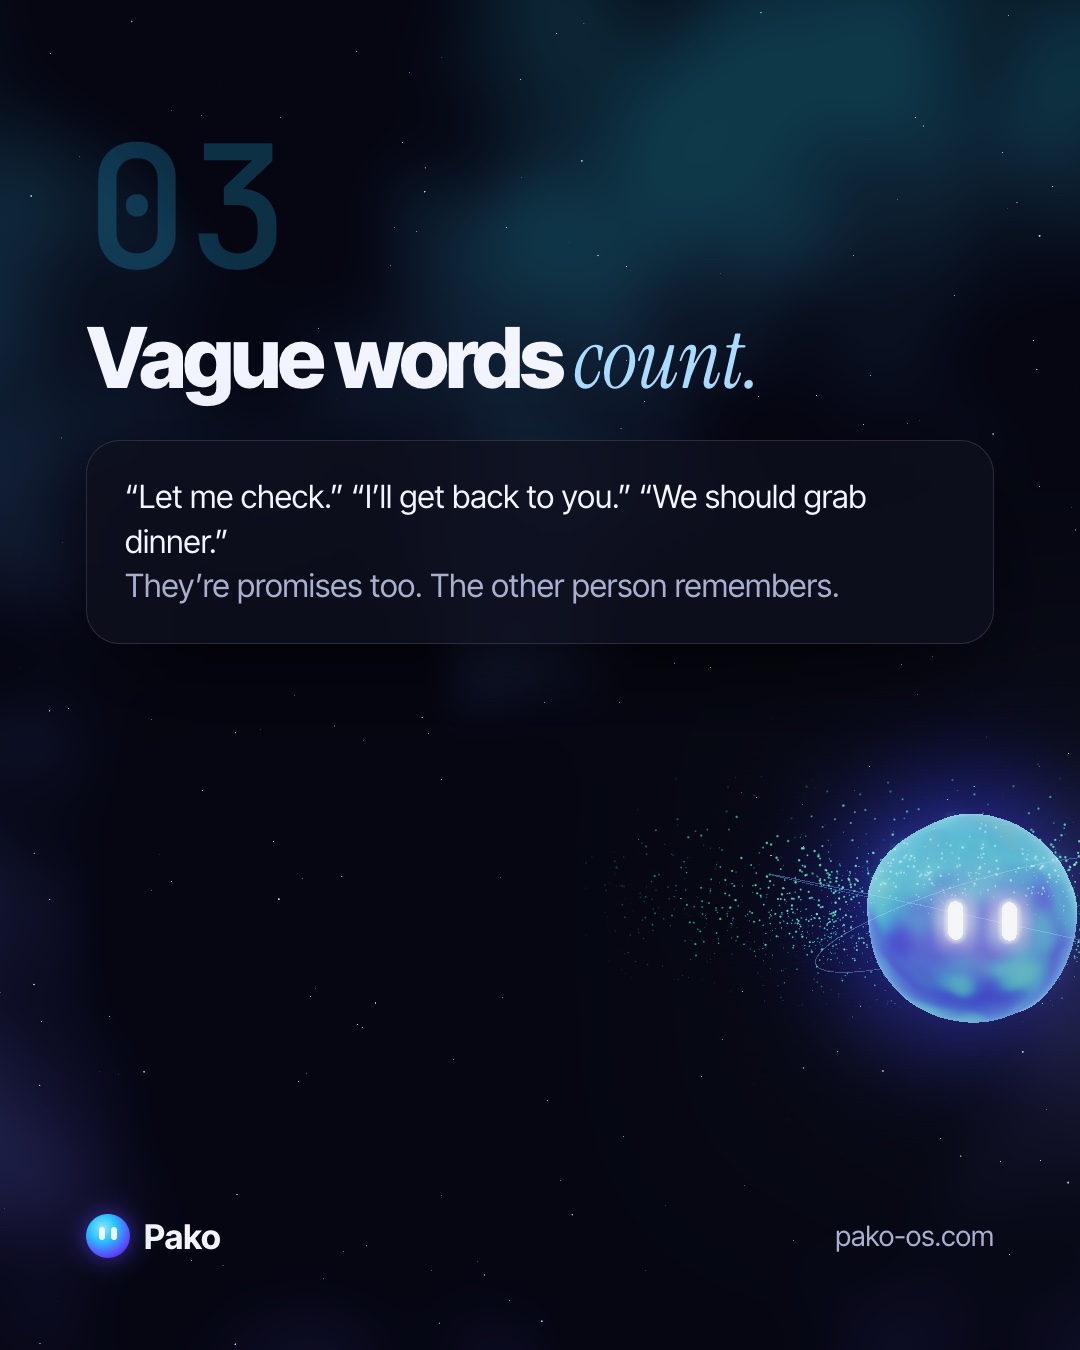 03
Vague words count.
“Let me check.” “I’ll get back to you.” “We should grab
dinner.”
They’re promises too. The other person remembers.
Pako
pako-os.com